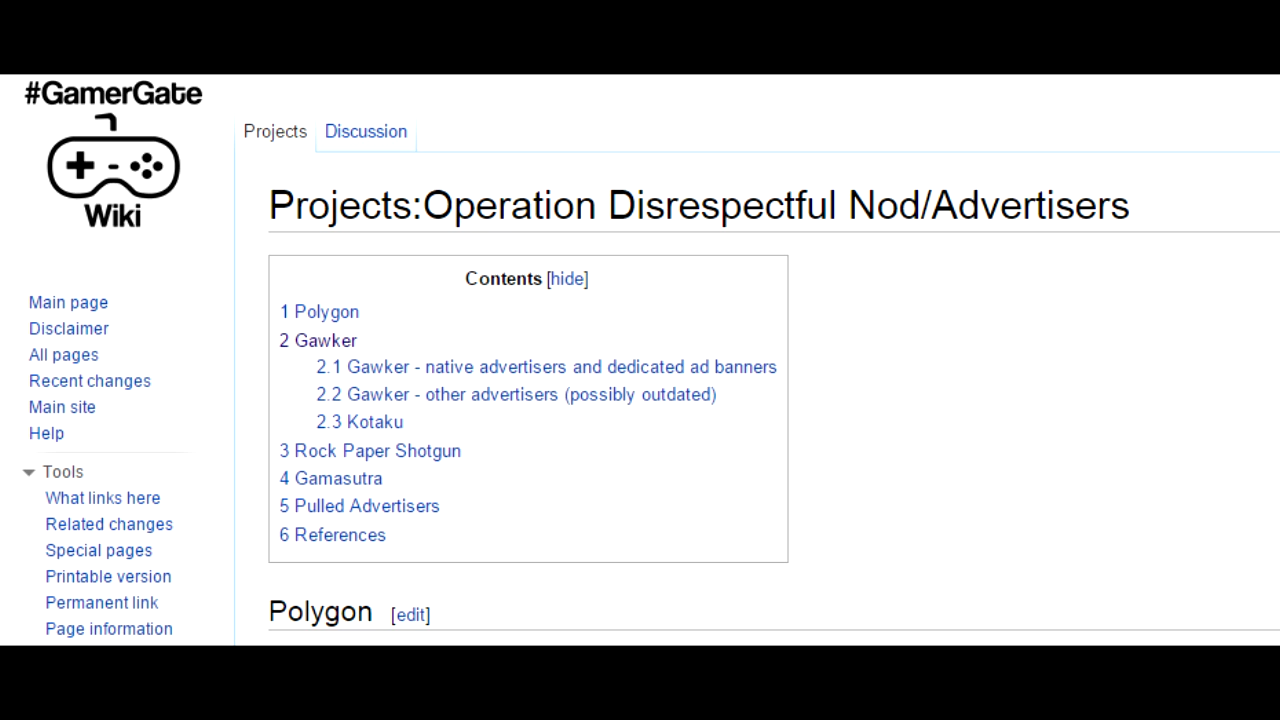 #GamerGate
Wiki
Main page
Disclaimer
All pages
Recent changes
Main site
Help
Tools
What links here
Related changes
Special pages
Printable version
Permanent link
Page information
Projects Discussion
Projects:Operation Disrespectful Nod/Advertisers
Contents [hide]
1 Polygon
2 Gawker
2.1 Gawker - native advertisers and dedicated ad banners
2.2 Gawker - other advertisers (possibly outdated)
2.3 Kotaku
3 Rock Paper Shotgun
4 Gamasutra
5 Pulled Advertisers
6 References
Polygon [edit]